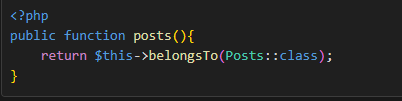 <?php
public function posts(){
    return $this->belongsTo(Posts::class);
}